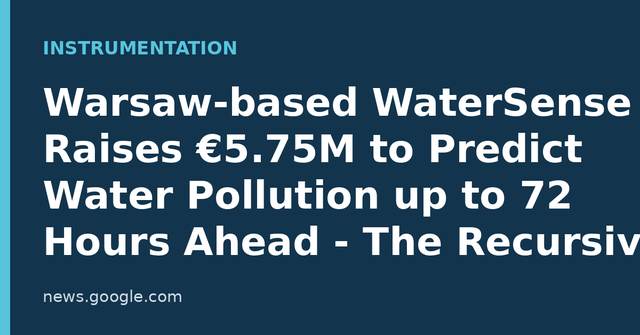 INSTRUMENTATION
Warsaw-based WaterSense
Raises €5.75M to Predict
Water Pollution up to 72
Hours Ahead - The Recursiv
news.google.com